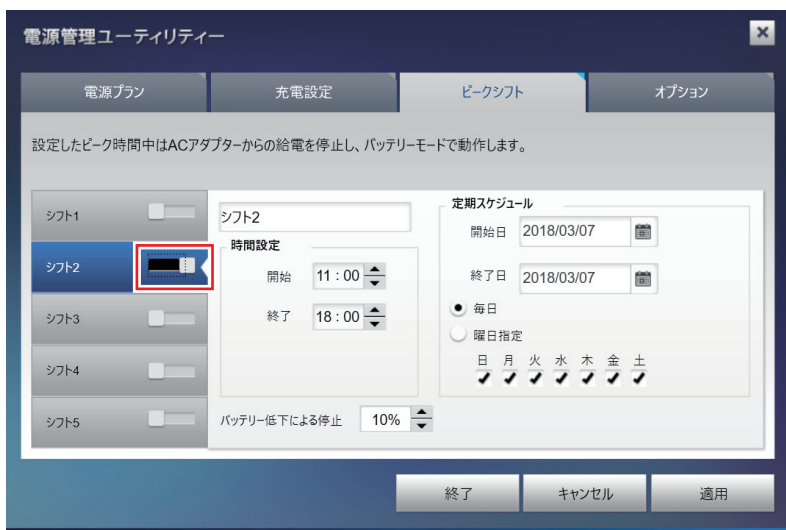 電源管理ユーティリティー
電源プラン 充電設定 ピークシフト オプション
設定したピーク時間中はACアダプターからの給電を停止し、バッテリーモードで動作します。
シフト1
シフト2
シフト3
シフト4
シフト5
シフト2
時間設定
開始 11 : 00
終了 18 : 00
バッテリー低下による停止 10%
定期スケジュール
開始日 2018/03/07
終了日 2018/03/07
毎日
曜日指定
日 月 火 水 木 金 土
終了 キャンセル 適用